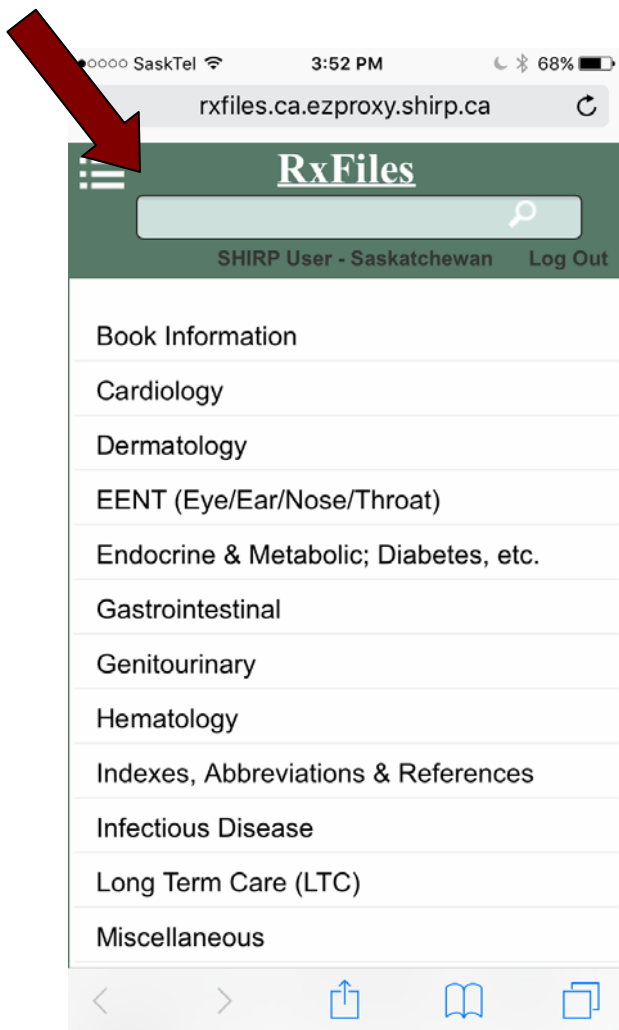 SaskTel 3:52 PM 68%
rxfiles.ca.ezproxy.shirp.ca
RxFiles
SHIRP User - Saskatchewan Log Out
Book Information
Cardiology
Dermatology
EENT (Eye/Ear/Nose/Throat)
Endocrine & Metabolic; Diabetes, etc.
Gastrointestinal
Genitourinary
Hematology
Indexes, Abbreviations & References
Infectious Disease
Long Term Care (LTC)
Miscellaneous